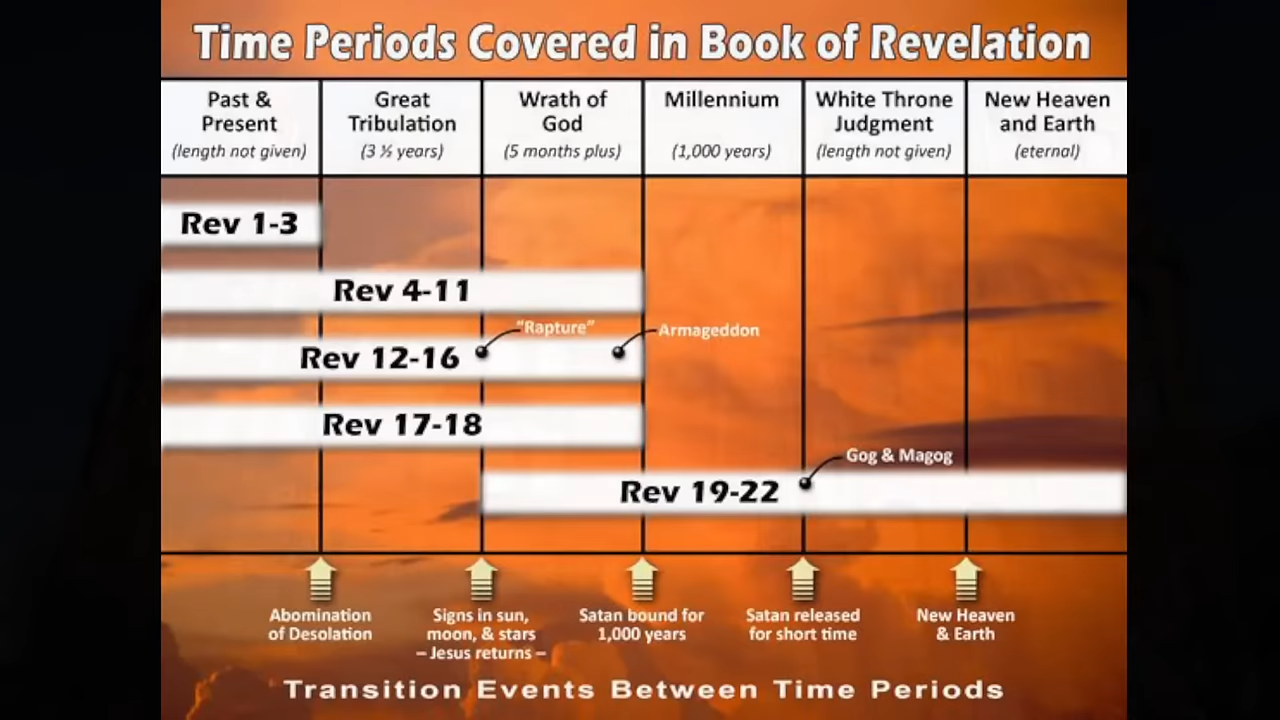 Time Periods Covered in Book of Revelation
Past &
Present
(length not given)
Great
Tribulation
(3 ½ years)
Wrath of
God
(5 months plus)
Millennium
(1,000 years)
White Throne
Judgment
(length not given)
New Heaven
and Earth
(eternal)
Rev 1-3
Rev 4-11
"Rapture"
Armageddon
Rev 12-16
Rev 17-18
Gog & Magog
Rev 19-22
Abomination
of Desolation
Signs in sun,
moon, & stars
– Jesus returns –
Satan bound for
1,000 years
Satan released
for short time
New Heaven
& Earth
Transition Events Between Time Periods